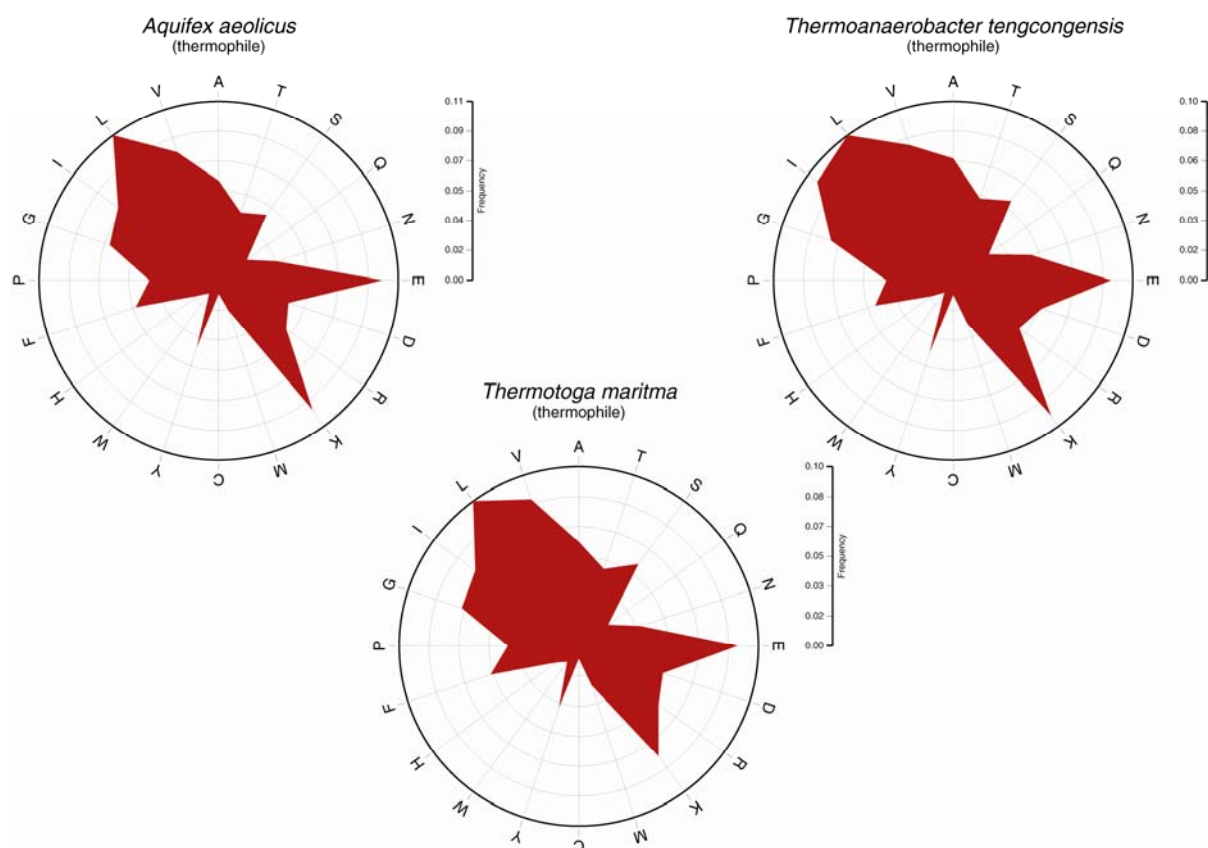 Aquifex aeolicus
(thermophile)
A
T
S
Q
N
E
D
R
K
M
C
Y
W
H
F
P
G
I
L
V
0.11
0.09
0.07
0.05
0.04
0.02
0.00
Frequency
Thermoanaerobacter tengcongensis
(thermophile)
A
T
S
Q
N
E
D
R
K
M
C
Y
W
H
F
P
G
I
L
V
0.10
0.08
0.06
0.05
0.03
0.02
0.00
Thermotoga maritma
(thermophile)
A
T
S
Q
N
E
D
R
K
M
C
Y
W
H
F
P
G
I
L
V
0.10
0.08
0.07
0.05
0.03
0.02
0.00
Frequency